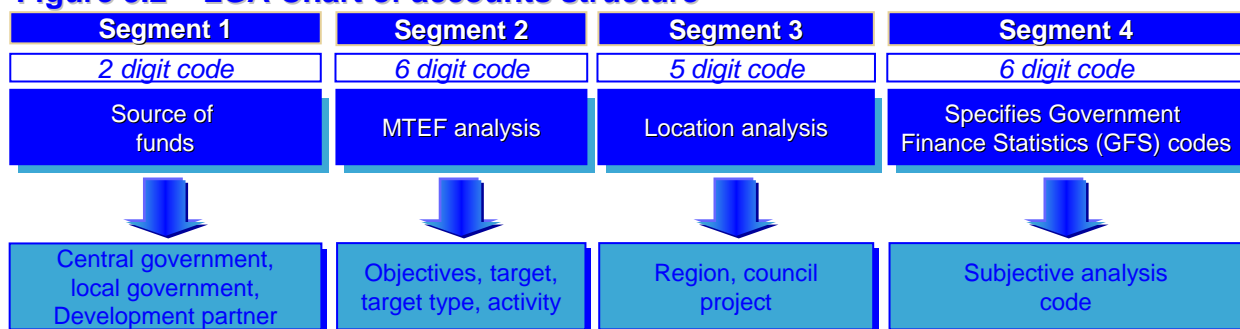 Segment 1
Segment 2
Segment 3
Segment 4
2 digit code
6 digit code
5 digit code
6 digit code
Source of
funds
MTEF analysis
Location analysis
Specifies Government
Finance Statistics (GFS) codes
Central government,
local government,
Development partner
Objectives, target,
target type, activity
Region, council
project
Subjective analysis
code